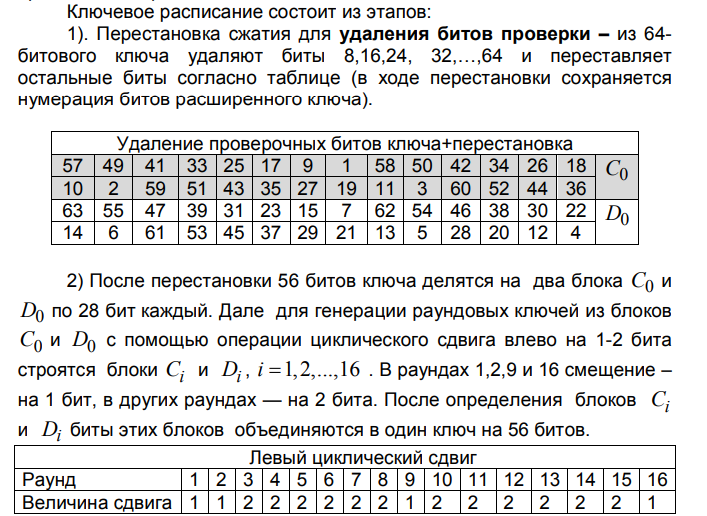 Ключевое расписание состоит из этапов:
1). Перестановка сжатия для удаления битов проверки – из 64-
битового ключа удаляют биты 8,16,24, 32,…,64 и переставляет
остальные биты согласно таблице (в ходе перестановки сохраняется
нумерация битов расширенного ключа).
Удаление проверочных битов ключа+перестановка
57 49 41 33 25 17 9 1 58 50 42 34 26 18 C0
10 2 59 51 43 35 27 19 11 3 60 52 44 36
63 55 47 39 31 23 15 7 62 54 46 38 30 22 D0
14 6 61 53 45 37 29 21 13 5 28 20 12 4
2) После перестановки 56 битов ключа делятся на два блока C0 и
D0 по 28 бит каждый. Дале для генерации раундовых ключей из блоков
C0 и D0 с помощью операции циклического сдвига влево на 1-2 бита
строятся блоки Ci и Di, i = 1,2,...,16 . В раундах 1,2,9 и 16 смещение –
на 1 бит, в других раундах — на 2 бита. После определения блоков Ci
и Di биты этих блоков объединяются в один ключ на 56 битов.
Левый циклический сдвиг
Раунд 1 2 3 4 5 6 7 8 9 10 11 12 13 14 15 16
Величина сдвига 1 1 2 2 2 2 2 2 1 2 2 2 2 2 2 1